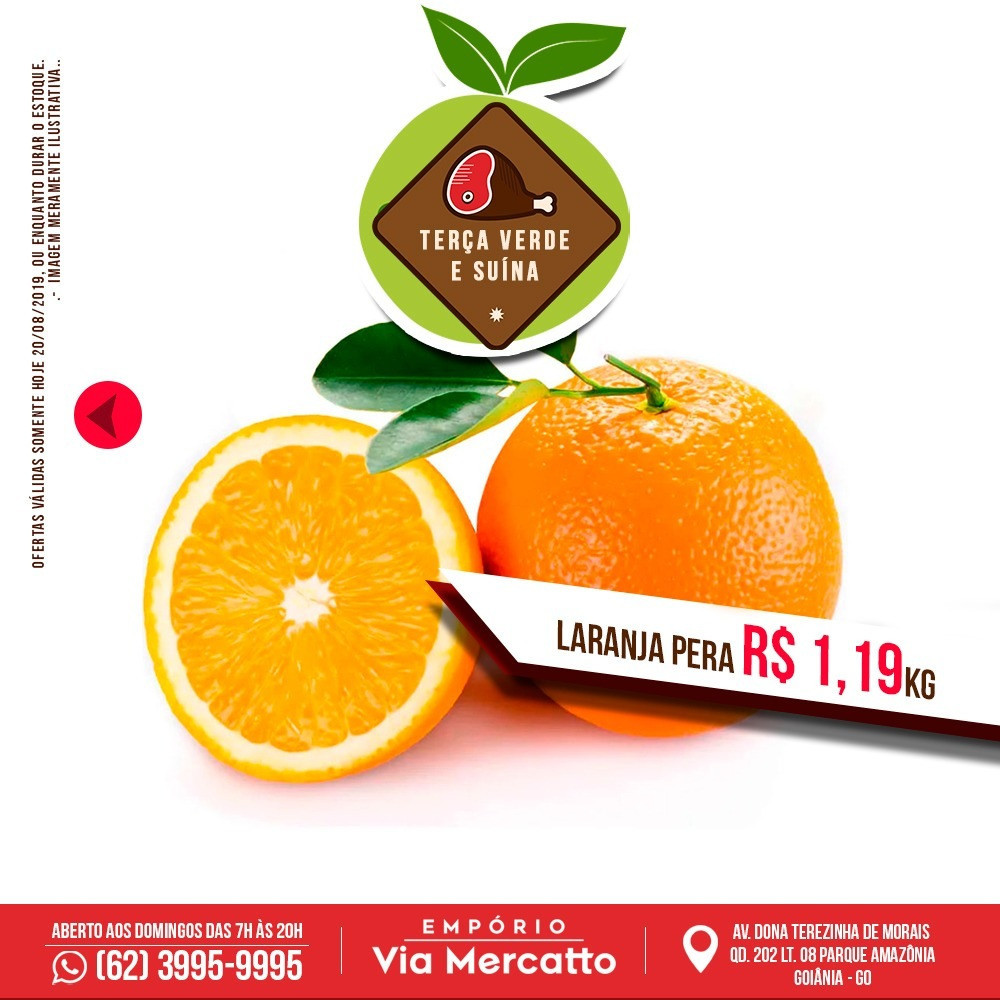 OFERTAS VÁLIDAS SOMENTE HOJE 20/08/2019, OU ENQUANTO DURAR O ESTOQUE.
.- IMAGEM MERAMENTE ILUSTRATIVA..
TERÇA VERDE
E SUÍNA
LARANJA PERA R$ 1,19KG
ABERTO AOS DOMINGOS DAS 7H ÀS 20H
(62) 3995-9995
EMPÓRIO
Via Mercatto
AV. DONA TEREZINHA DE MORAIS
QD. 202 LT. 08 PARQUE AMAZÔNIA
GOIÂNIA - GO